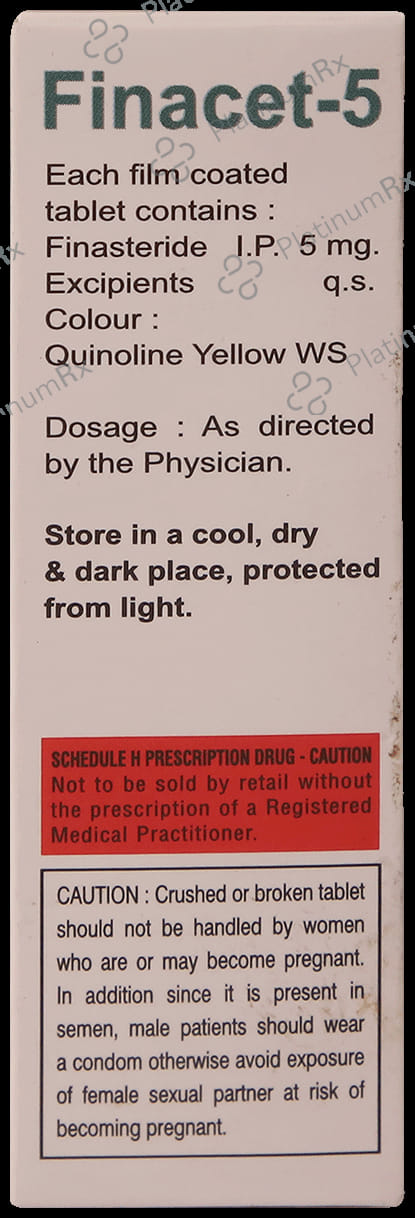 Finacet-5
Each film coated
tablet contains :
Finasteride I.P. 5 mg.
Excipients q.s.
Colour :
Quinoline Yellow WS
Dosage : As directed
by the Physician.
Store in a cool, dry
& dark place, protected
from light.
SCHEDULE H PRESCRIPTION DRUG - CAUTION
Not to be sold by retail without
the prescription of a Registered
Medical Practitioner.
CAUTION : Crushed or broken tablet
should not be handled by women
who are or may become pregnant.
In addition since it is present in
semen, male patients should wear
a condom otherwise avoid exposure
of female sexual partner at risk of
becoming pregnant.
PlatinumRx
PlatinumRx
PlatinumRx